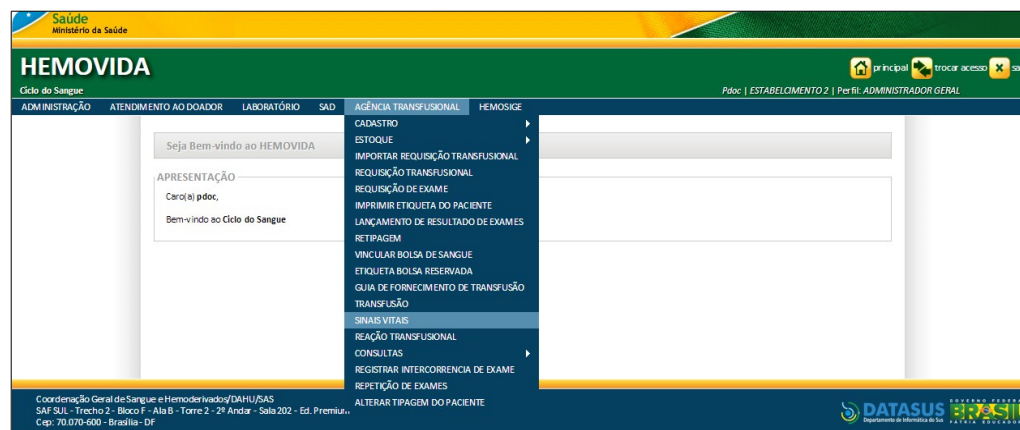 Saúde
Ministério da Saúde
HEMOVIDA
Ciclo do Sangue
principal trocar acesso
Pdoc | ESTABELCIMENTO 2 | Perfil: ADMINISTRADOR GERAL
ADMINISTRAÇÃO ATENDIMENTO AO DOADOR LABORATÓRIO SAD AGÊNCIA TRANSFUSIONAL HEMOSIGE
CADASTRO
ESTOQUE
IMPORTAR REQUISIÇÃO TRANSFUSIONAL
REQUISIÇÃO TRANSFUSIONAL
REQUISIÇÃO DE EXAME
IMPRIMIR ETIQUETA DO PACIENTE
LANÇAMENTO DE RESULTADO DE EXAMES
RETIPAGEM
VINCULAR BOLSA DE SANGUE
ETIQUETA BOLSA RESERVADA
GUIA DE FORNECIMENTO DE TRANSFUSÃO
TRANSFUSÃO
SINAIS VITAIS
REAÇÃO TRANSFUSIONAL
CONSULTAS
REGISTRAR INTERCORRENCIA DE EXAME
REPETIÇÃO DE EXAMES
ALTERAR TIPAGEM DO PACIENTE
Seja Bem-vindo ao HEMOVIDA
APRESENTAÇÃO
Caro(a) pdoc,
Bem-vindo ao Ciclo do Sangue
Coordenação Geral de Sangue e Hemoderivados/DAHU/SAS
SAF SUL - Trecho 2 - Bloco F - Ala B - Torre 2 - 2º Andar - Sala 202 - Ed. Premium
Cep: 70.070-600 - Brasília - DF
DATASUS
Departamento de Informática do Sus
GOVERNO FEDERAL
BRASIL
PÁTRIA EDUCADORA